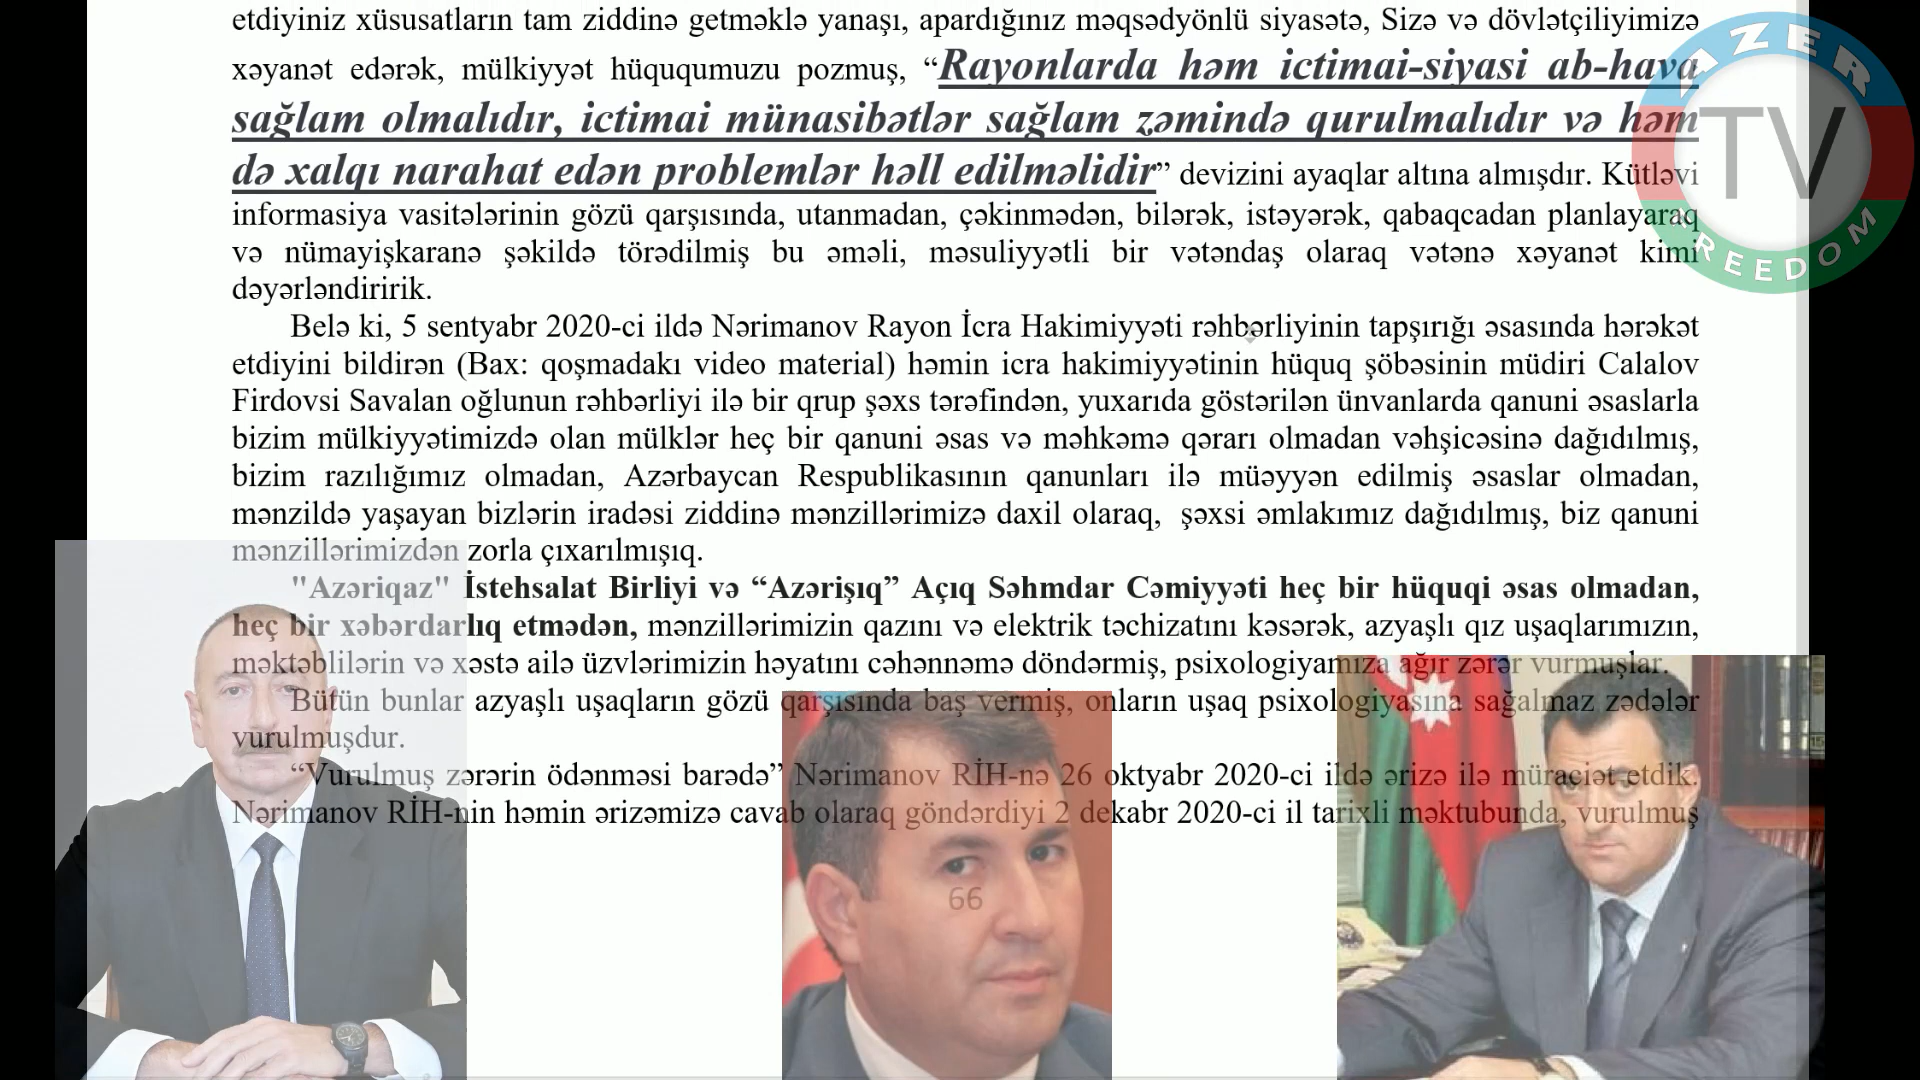 etdiyiniz xüsusatların tam ziddinə getməklə yanaşı, apardığınız məqsədyönlü siyasətə, Sizə və dövlətçiliyimizə
xəyanət edərək, mülkiyyət hüququmuzu pozmuş, “Rayonlarda həm ictimai-siyasi ab-hava
sağlam olmalıdır, ictimai münasibətlər sağlam zəmində qurulmalıdır və həm
də xalqı narahat edən problemlər həll edilməlidir” devizini ayaqlar altına almışdır. Kütləvi
informasiya vasitələrinin gözü qarşısında, utanmadan, çəkinmədən, bilərək, istəyərək, qabaqcadan planlayaraq
və nümayişkaranə şəkildə törədilmiş bu əməli, məsuliyyətli bir vətəndaş olaraq vətənə xəyanət kimi
dəyərləndiririk.
Belə ki, 5 sentyabr 2020-ci ildə Nərimanov Rayon İcra Hakimiyyəti rəhbərliyinin tapşırığı əsasında hərəkət
etdiyini bildirən (Bax: qoşmadakı video material) həmin icra hakimiyyətinin hüquq şöbəsinin müdiri Calalov
Firdovsi Savalan oğlunun rəhbərliyi ilə bir qrup şəxs tərəfindən, yuxarıda göstərilən ünvanlarda qanuni əsaslarla
bizim mülkiyyətimizdə olan mülklər heç bir qanuni əsas və məhkəmə qərarı olmadan vəhşicəsinə dağıdılmış,
bizim razılığımız olmadan, Azərbaycan Respublikasının qanunları ilə müəyyən edilmiş əsaslar olmadan,
mənzildə yaşayan bizlərin iradəsi ziddinə mənzillərimizə daxil olaraq, şəxsi əmlakımız dağıdılmış, biz qanuni
mənzillərimizdən zorla çıxarılmışıq.
"Azəriqaz" İstehsalat Birliyi və “Azərişıq” Açıq Səhmdar Cəmiyyəti heç bir hüquqi əsas olmadan,
heç bir xəbərdarlıq etmədən, mənzillərimizin qazını və elektrik təchizatını kəsərək, azyaşlı qız uşaqlarımızın,
məktəblilərin və xəstə ailə üzvlərimizin həyatını cəhənnəmə döndərmiş, psixologiyamıza ağır zərər vurmuşlar.
Bütün bunlar azyaşlı uşaqların gözü qarşısında baş vermiş, onların uşaq psixologiyasına sağalmaz zədələr
vurulmuşdur.
“Vurulmuş zərərin ödənməsi barədə” Nərimanov RİH-nə 26 oktyabr 2020-ci ildə ərizə ilə müraciət etdik.
Nərimanov RİH-nin həmin ərizəmizə cavab olaraq göndərdiyi 2 dekabr 2020-ci il tarixli məktubunda, vurulmuş
66
AZER
TV
FREEDOM